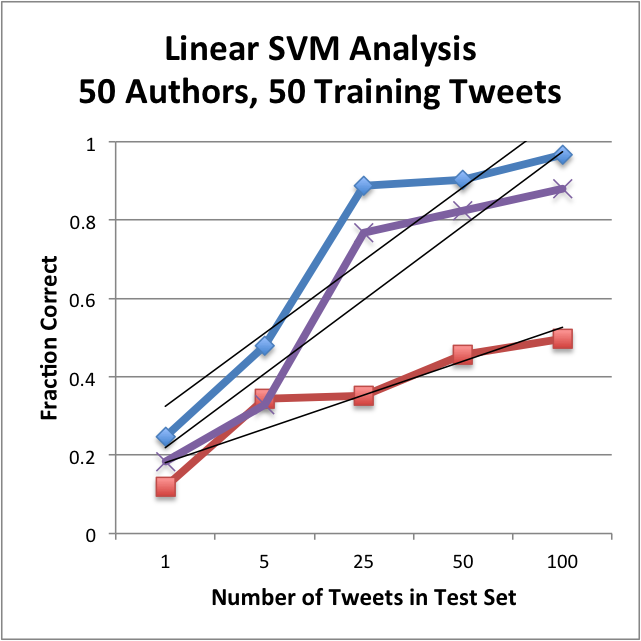 Linear SVM Analysis
50 Authors, 50 Training Tweets
1
0.8
0.6
0.4
0.2
0
Fraction Correct
1 5 25 50 100
Number of Tweets in Test Set